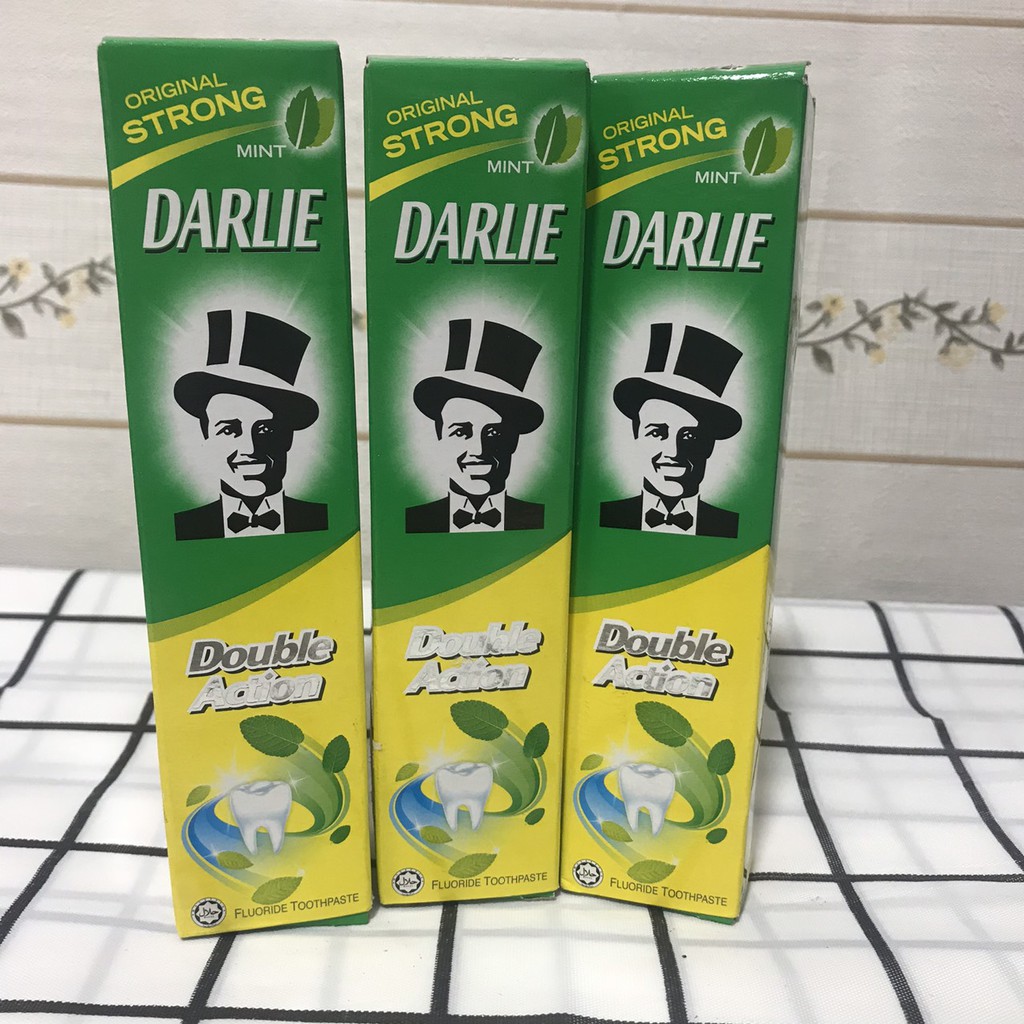 ORIGINAL
STRONG
MINT
DARLIE
Double
Action
FLUORIDE TOOTHPASTE
ORIGINAL
STRONG
MINT
DARLIE
Double
Action
FLUORIDE TOOTHPASTE
ORIGINAL
STRONG
MINT
DARLIE
Double
Action
FLUORIDE TOOTHPASTE